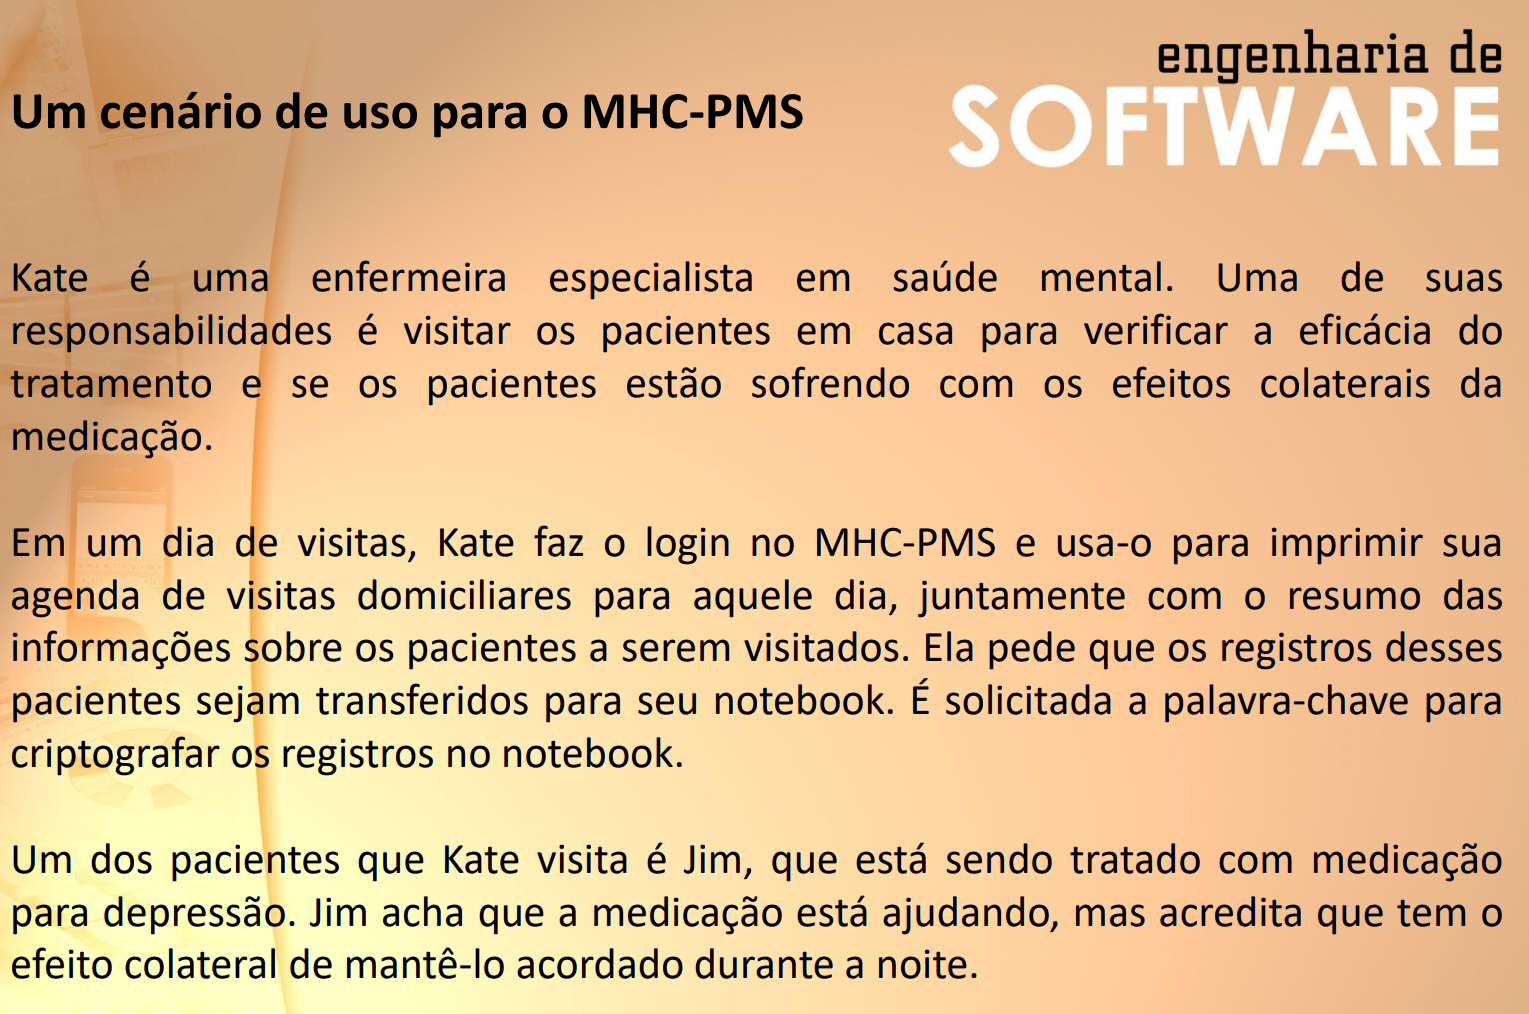 engenharia de
SOFTWARE
Um cenário de uso para o MHC-PMS
Kate é uma enfermeira especialista em saúde mental. Uma de suas
responsabilidades é visitar os pacientes em casa para verificar a eficácia do
tratamento e se os pacientes estão sofrendo com os efeitos colaterais da
medicação.
Em um dia de visitas, Kate faz o login no MHC-PMS e usa-o para imprimir sua
agenda de visitas domiciliares para aquele dia, juntamente com o resumo das
informações sobre os pacientes a serem visitados. Ela pede que os registros desses
pacientes sejam transferidos para seu notebook. É solicitada a palavra-chave para
criptografar os registros no notebook.
Um dos pacientes que Kate visita é Jim, que está sendo tratado com medicação
para depressão. Jim acha que a medicação está ajudando, mas acredita que tem o
efeito colateral de mantê-lo acordado durante a noite.